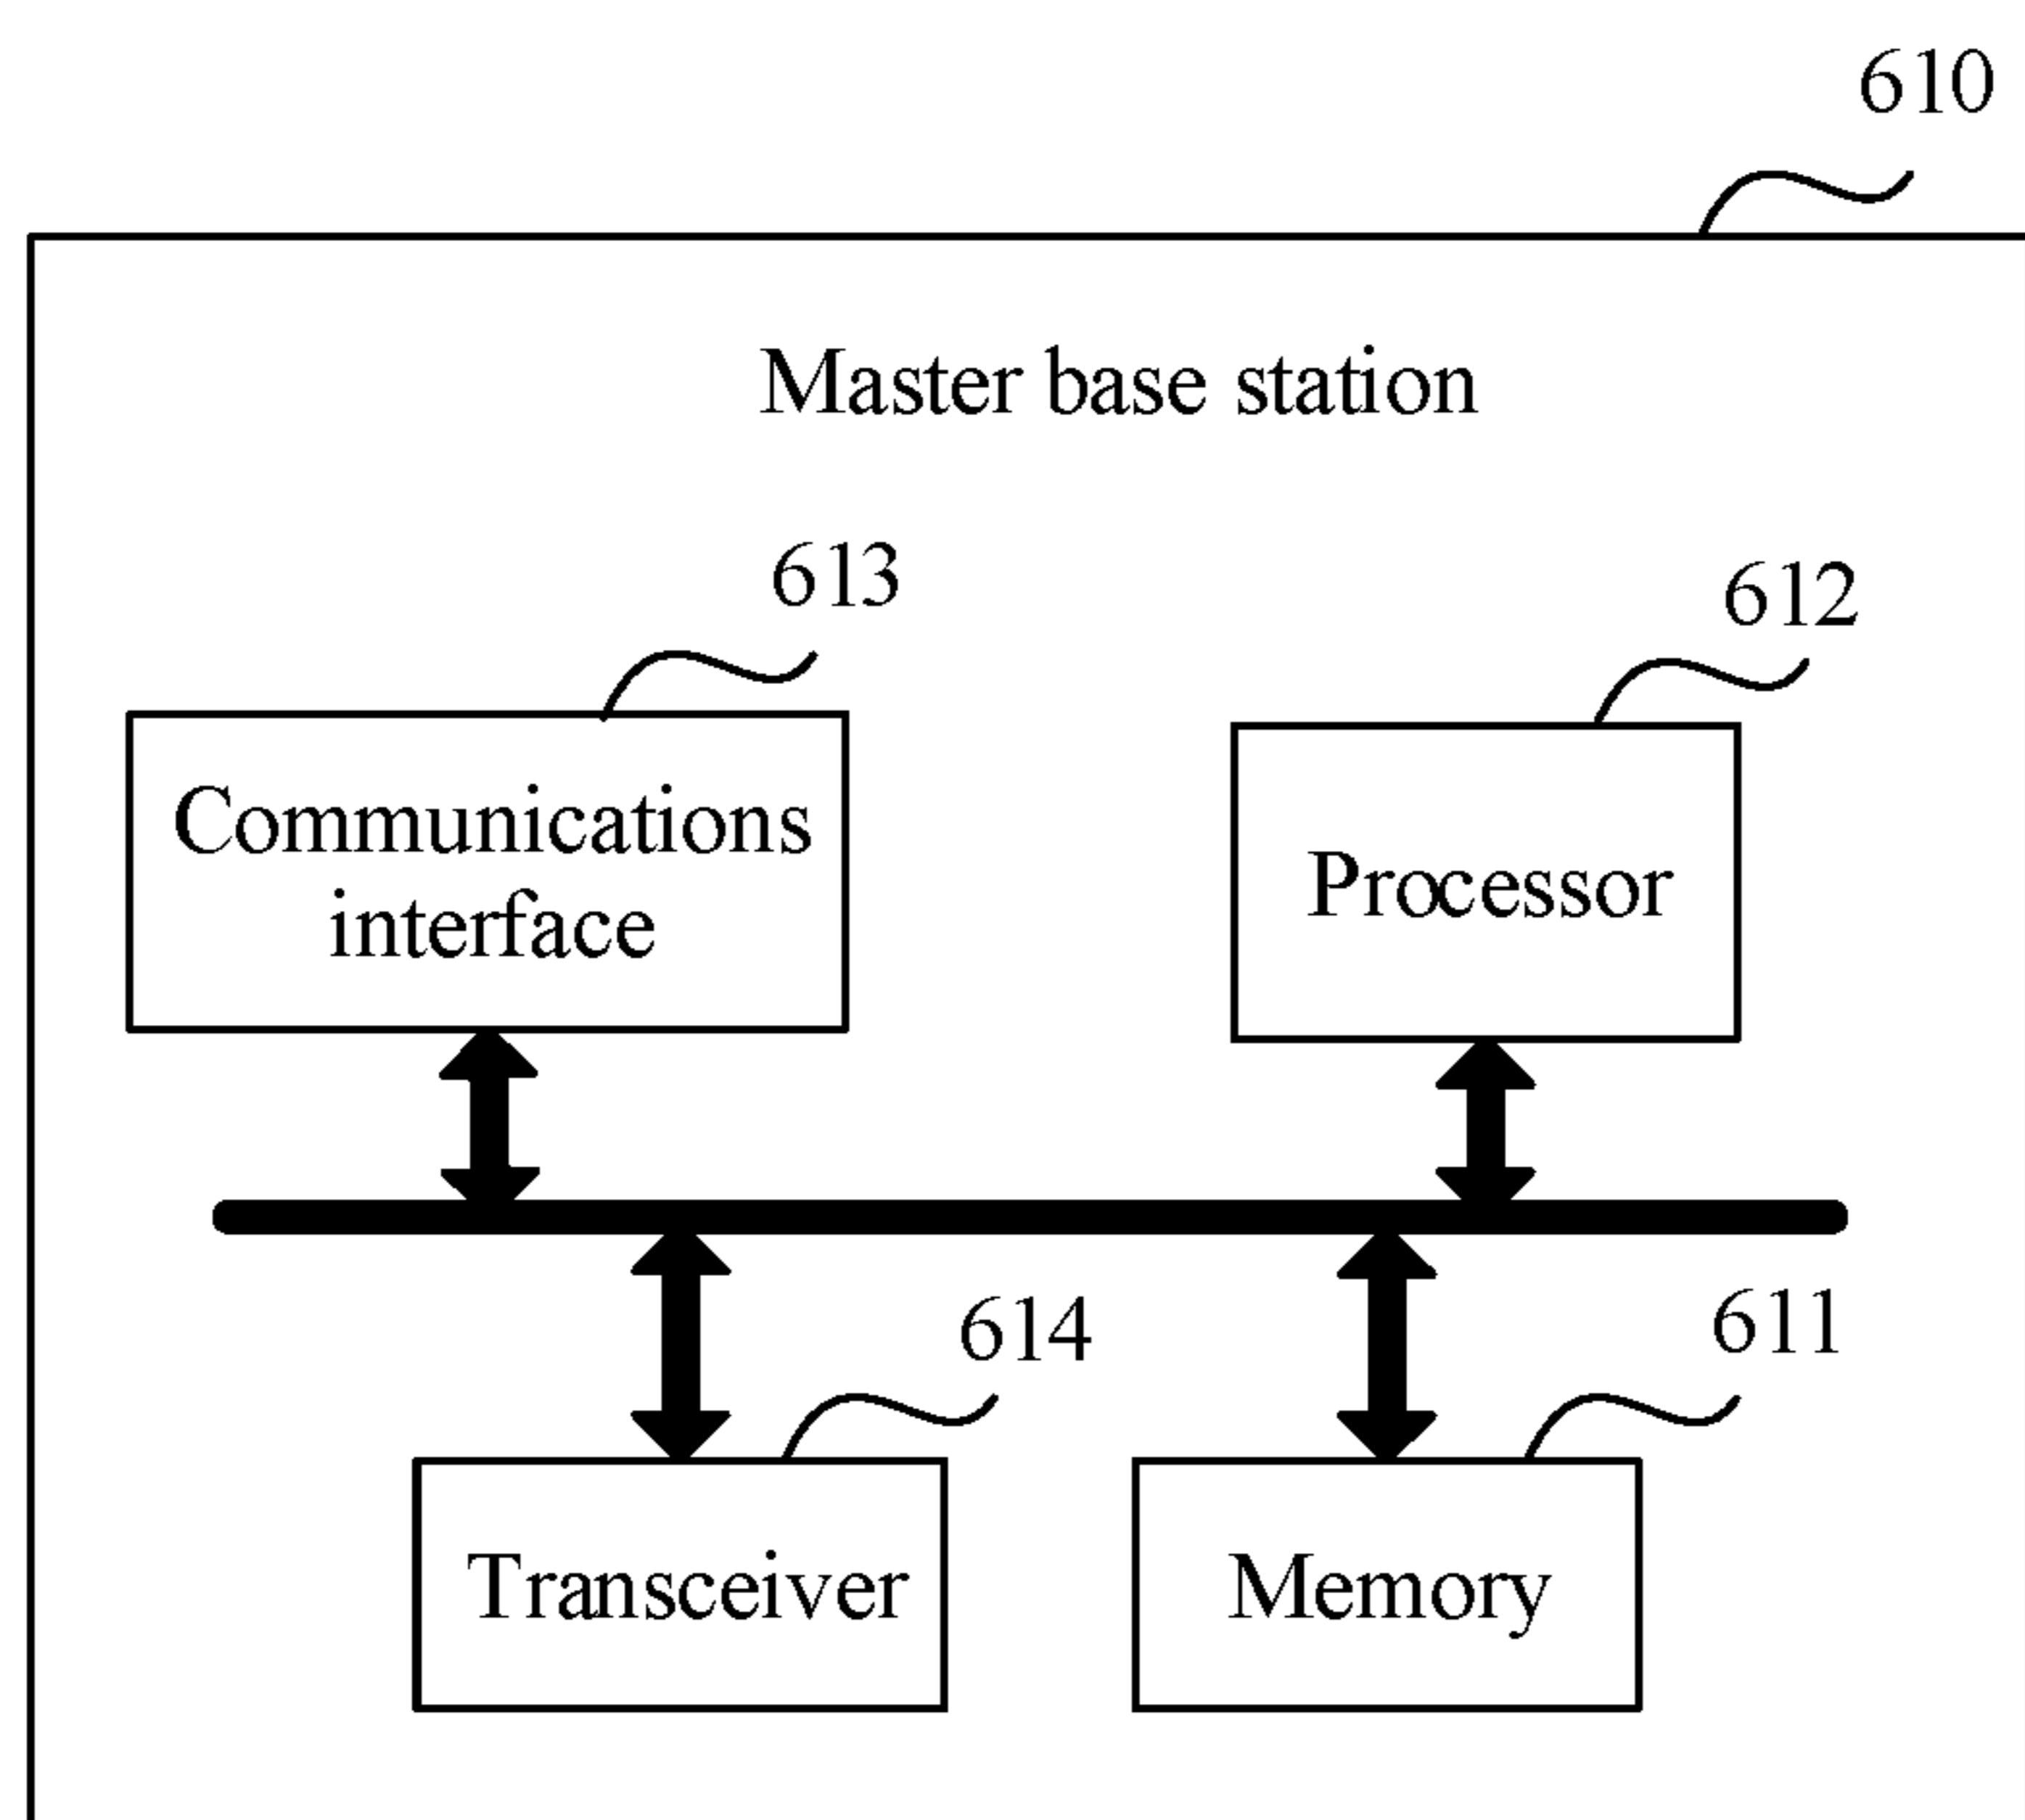 610
Master base station
613
612
Communications
interface
Processor
614
611
Transceiver
Memory